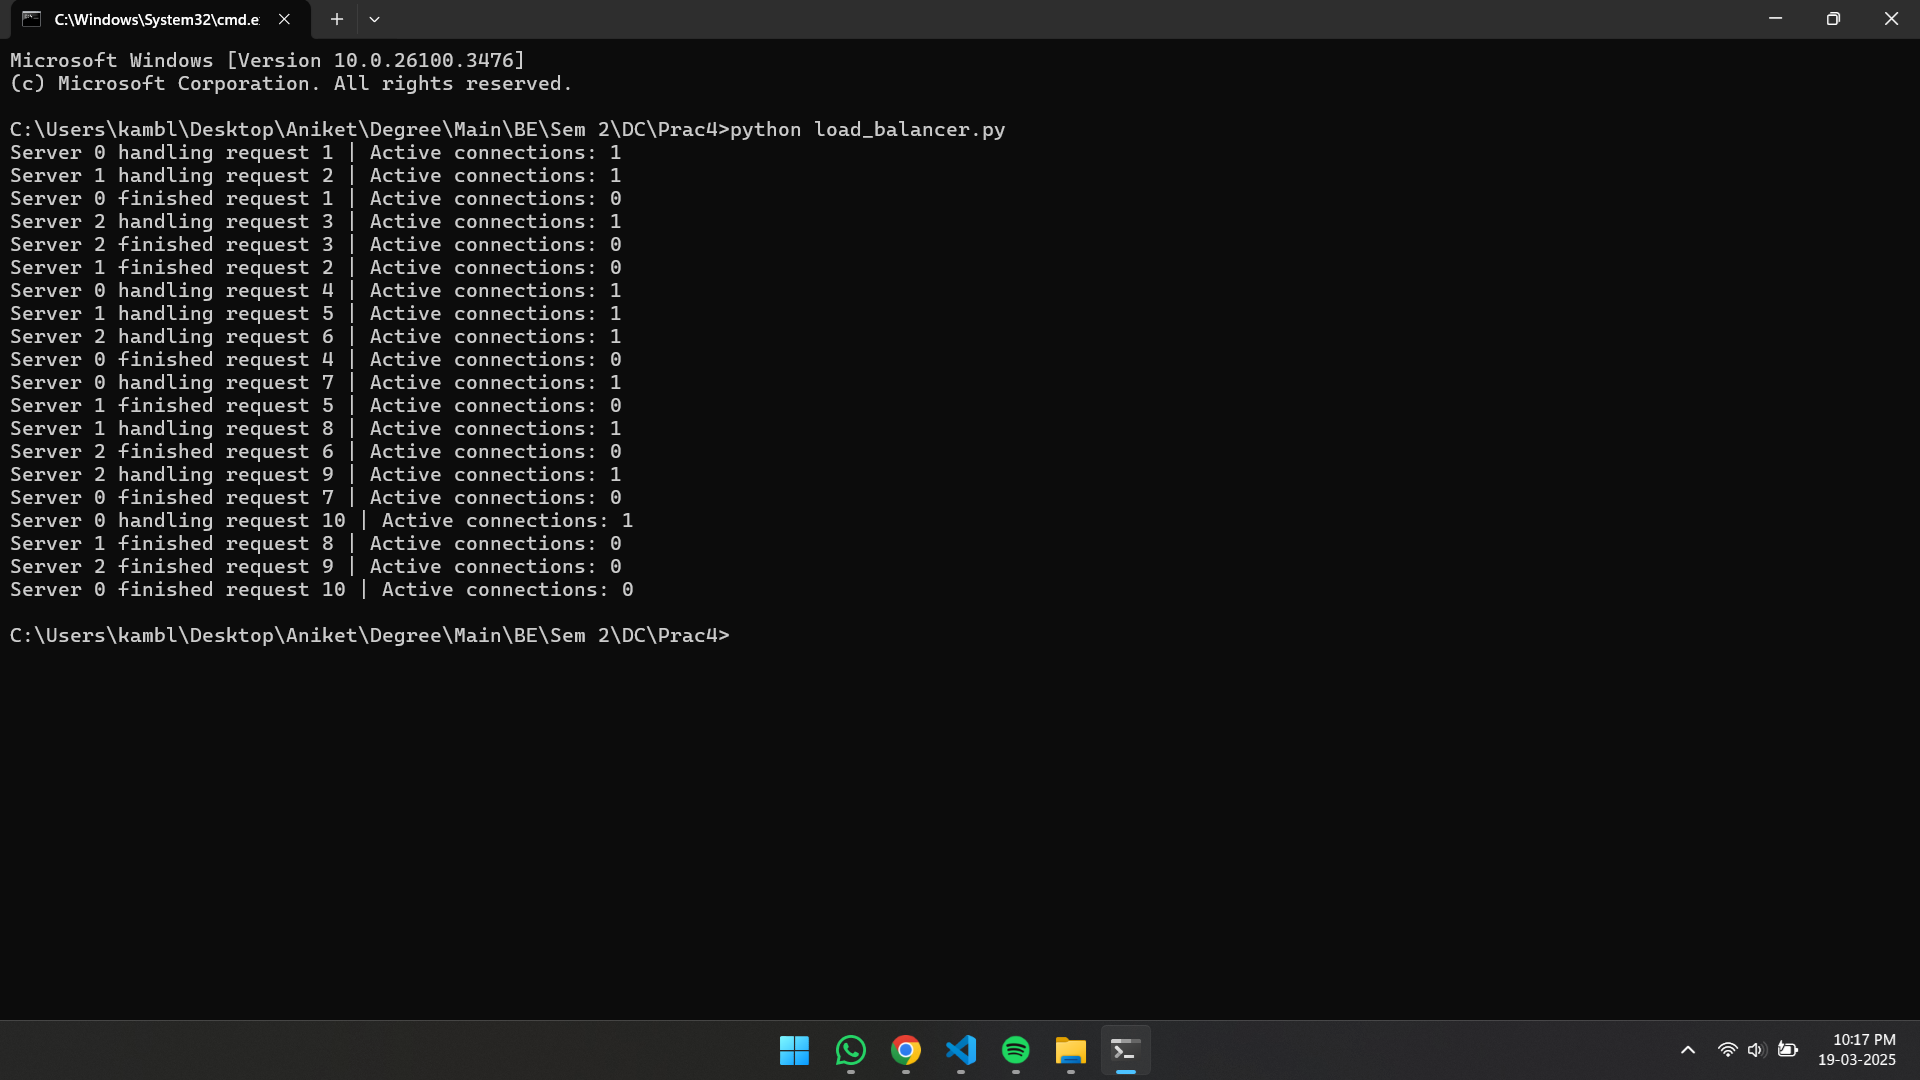 C:\Windows\System32\cmd.e
Microsoft Windows [Version 10.0.26100.3476]
(c) Microsoft Corporation. All rights reserved.
C:\Users\kambl\Desktop\Aniket\Degree\Main\BE\Sem 2\DC\Prac4>python load_balancer.py
Server 0 handling request 1 | Active connections: 1
Server 1 handling request 2 | Active connections: 1
Server 0 finished request 1 | Active connections: 0
Server 2 handling request 3 | Active connections: 1
Server 2 finished request 3 | Active connections: 0
Server 1 finished request 2 | Active connections: 0
Server 0 handling request 4 | Active connections: 1
Server 1 handling request 5 | Active connections: 1
Server 2 handling request 6 | Active connections: 1
Server 0 finished request 4 | Active connections: 0
Server 0 handling request 7 | Active connections: 1
Server 1 finished request 5 | Active connections: 0
Server 1 handling request 8 | Active connections: 1
Server 2 finished request 6 | Active connections: 0
Server 2 handling request 9 | Active connections: 1
Server 0 finished request 7 | Active connections: 0
Server 0 handling request 10 | Active connections: 1
Server 1 finished request 8 | Active connections: 0
Server 2 finished request 9 | Active connections: 0
Server 0 finished request 10 | Active connections: 0
C:\Users\kambl\Desktop\Aniket\Degree\Main\BE\Sem 2\DC\Prac4>
10:17 PM
19-03-2025